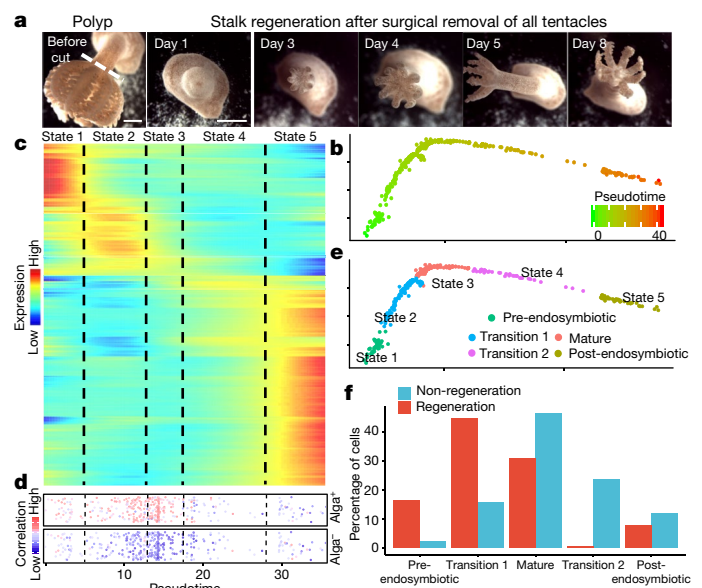 a
Polyp
Stalk regeneration after surgical removal of all tentacles
Before
cut
Day 1
Day 3
Day 4
Day 5
Day 8
c
State 1
State 2
State 3
State 4
State 5
Expression
Low
High
b
Pseudotime
0
40
e
State 4
State 3
State 5
State 2
State 1
Pre-endosymbiotic
Transition 1
Mature
Transition 2
Post-endosymbiotic
d
Correlation
Low
High
Alga+
Alga−
10
20
30
Pseudotime
f
Non-regeneration
Regeneration
Percentage of cells
40
30
20
10
0
Pre-
endosymbiotic
Transition 1
Mature
Transition 2
Post-
endosymbiotic